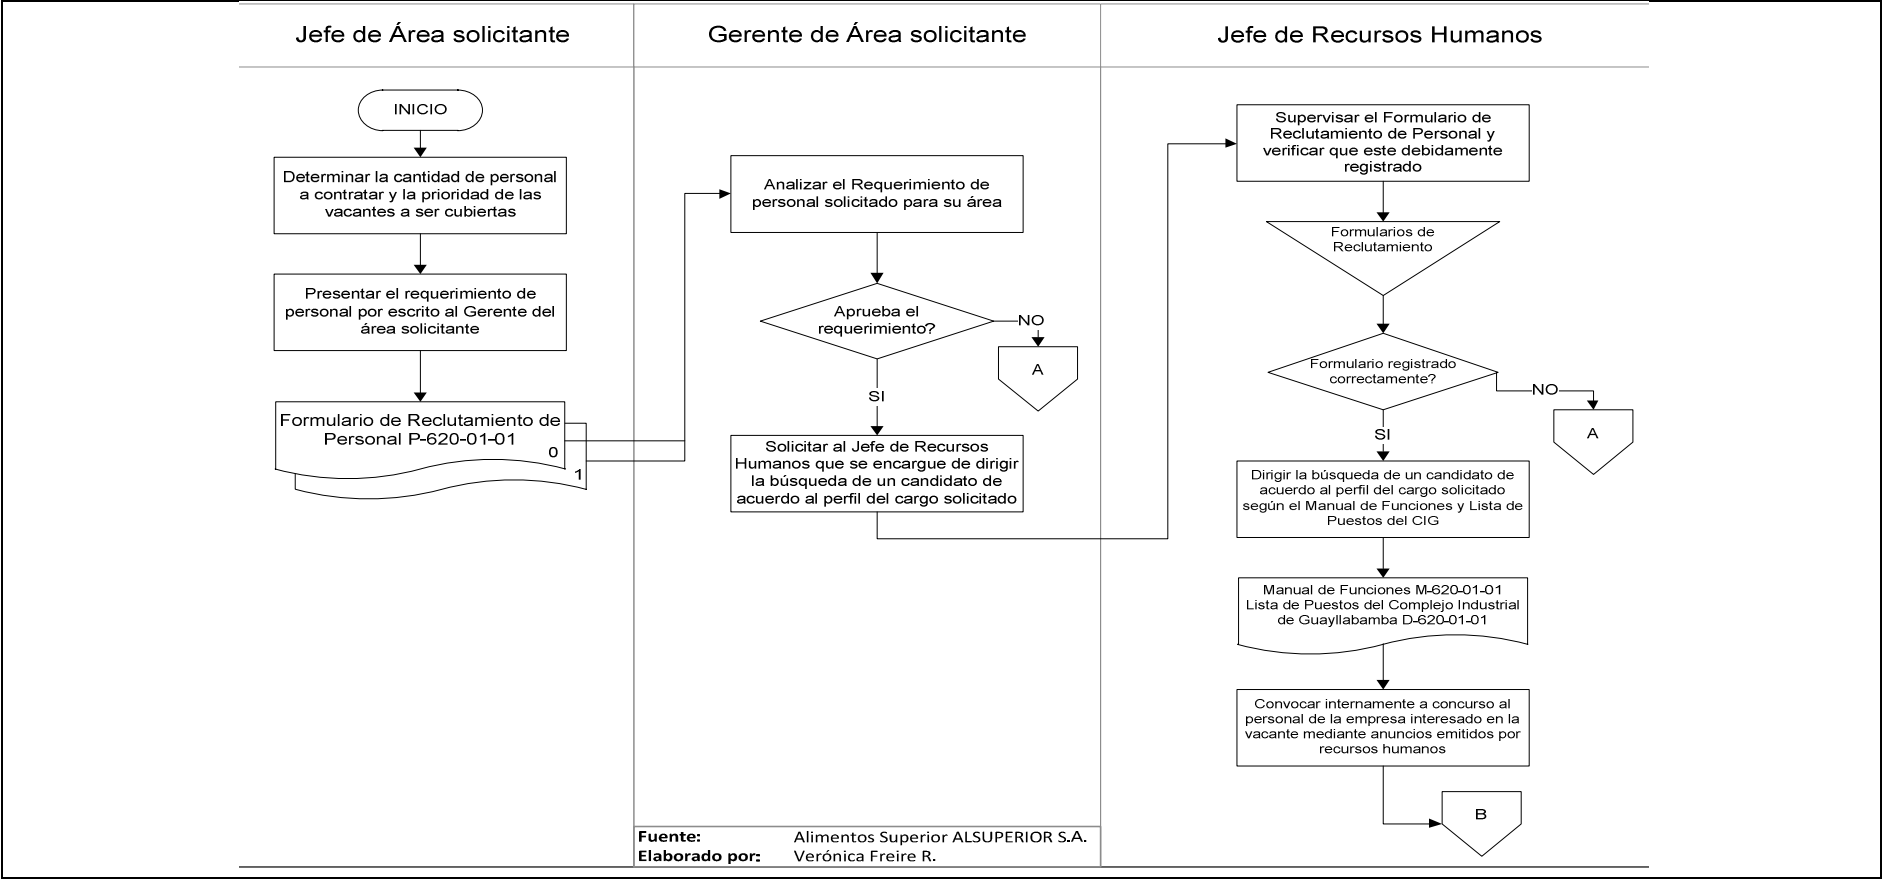 Jefe de Área solicitante
Gerente de Área solicitante
Jefe de Recursos Humanos
INICIO
Determinar la cantidad de personal
a contratar y la prioridad de las
vacantes a ser cubiertas
Presentar el requerimiento de
personal por escrito al Gerente del
área solicitante
Formulario de Reclutamiento de
Personal P-620-01-01
0
1
Analizar el Requerimiento de
personal solicitado para su área
Aprueba el
requerimiento?
NO
A
SI
Solicitar al Jefe de Recursos
Humanos que se encargue de dirigir
la búsqueda de un candidato de
acuerdo al perfil del cargo solicitado
Supervisar el Formulario de
Reclutamiento de Personal y
verificar que este debidamente
registrado
Formularios de
Reclutamiento
Formulario registrado
correctamente?
NO
A
SI
Dirigir la búsqueda de un candidato de
acuerdo al perfil del cargo solicitado
según el Manual de Funciones y Lista de
Puestos del CIG
Manual de Funciones M-620-01-01
Lista de Puestos del Complejo Industrial
de Guayllabamba D-620-01-01
Convocar internamente a concurso al
personal de la empresa interesado en la
vacante mediante anuncios emitidos por
recursos humanos
B
Fuente: Alimentos Superior ALSUPERIOR S.A.
Elaborado por: Verónica Freire R.